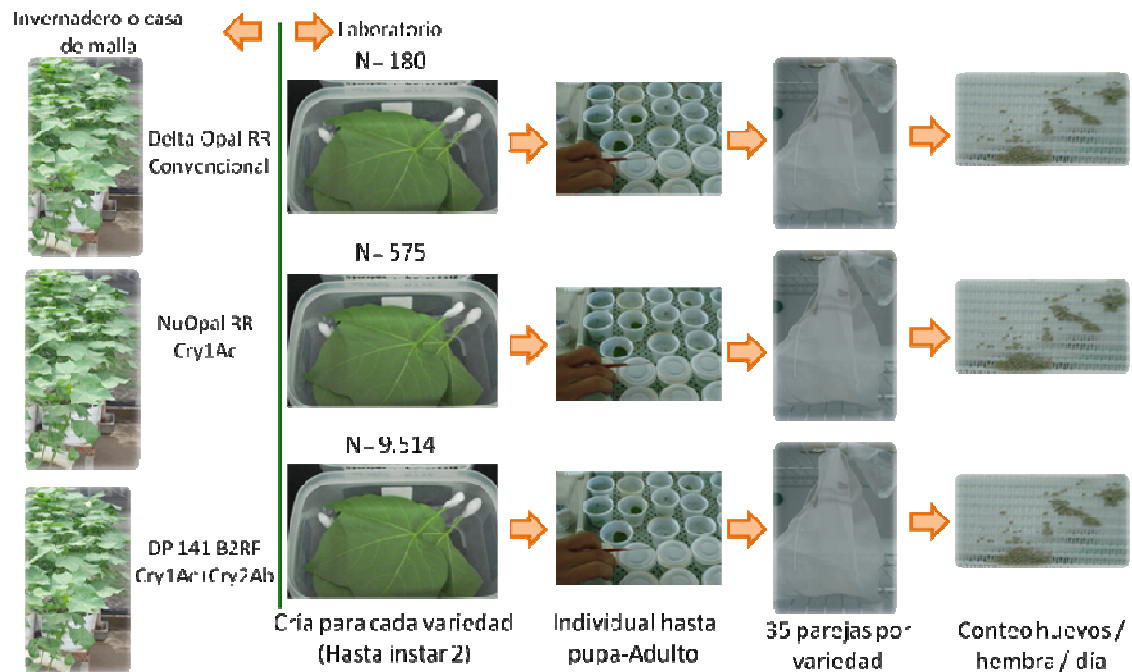 Invernadero o casa
de malla
Laboratorio
N= 180
Delta Opal RR
Convencional
N= 575
NuOpal RR
Cry1Ac
N= 9.514
DP 141 B2RF
Cry1Ac+Cry2Ab
Cría para cada variedad
(Hasta instar 2)
Individual hasta
pupa-Adulto
35 parejas por
variedad
Conteo huevos /
hembra / día